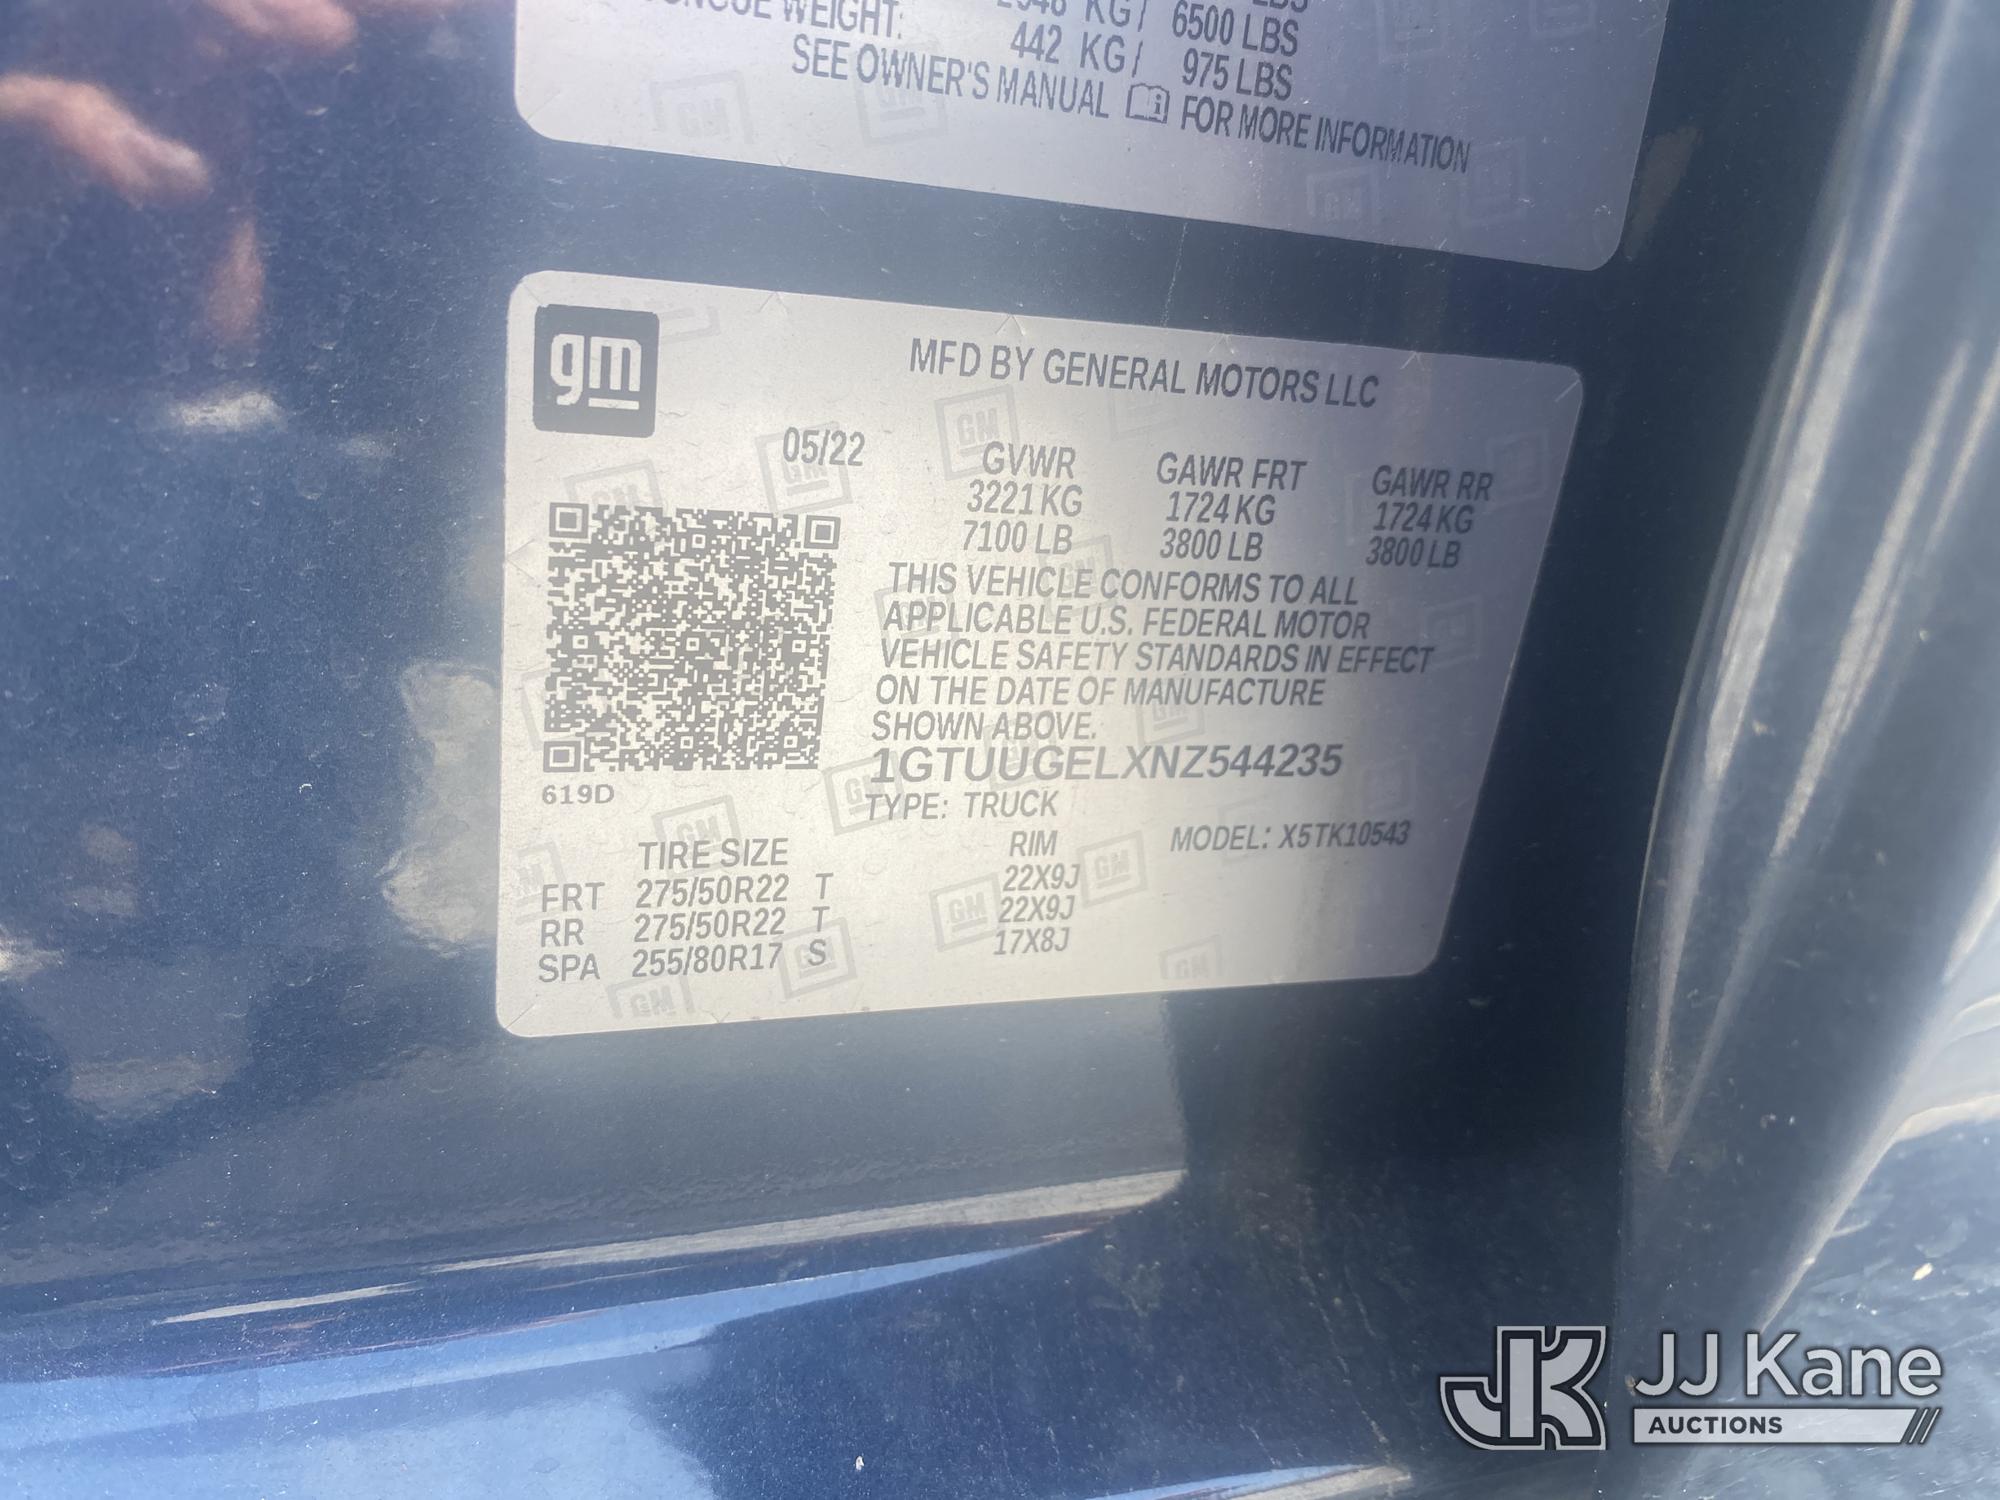 WEIGHT: KG/ 6500 LBS
442 KG/ 975 LBS
SEE OWNER'S MANUAL FOR MORE INFORMATION
gm
MFD BY GENERAL MOTORS LLC
05/22 GVWR GAWR FRT GAWR RR
3221 KG 1724 KG 1724 KG
7100 LB 3800 LB 3800 LB
THIS VEHICLE CONFORMS TO ALL
APPLICABLE U.S. FEDERAL MOTOR
VEHICLE SAFETY STANDARDS IN EFFECT
ON THE DATE OF MANUFACTURE
SHOWN ABOVE.
1GTUUGELXNZ544235
619D
TYPE: TRUCK
TIRE SIZE RIM MODEL: X5TK10543
FRT 275/50R22 T 22X9J
RR 275/50R22 T 22X9J
SPA 255/80R17 S 17X8J
JK JJ Kane
AUCTIONS